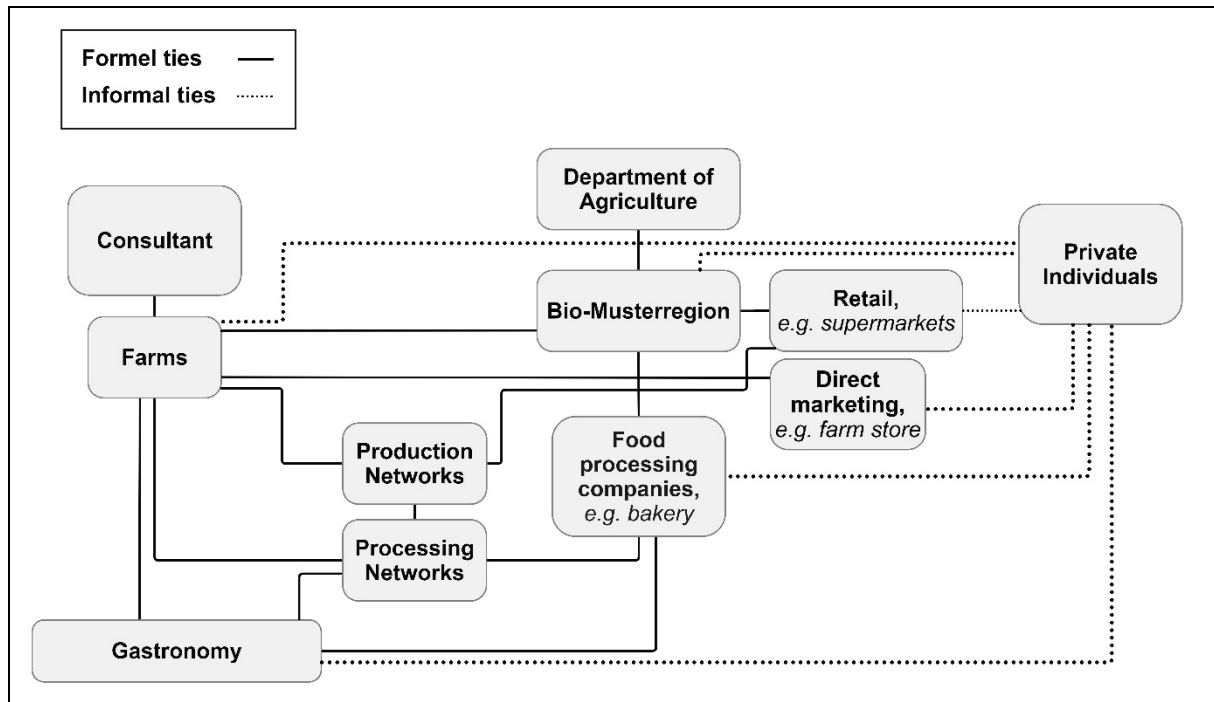 Formel ties
Informal ties
Department of
Agriculture
Consultant
Private
Individuals
Bio-Musterregion
Retail,
e.g. supermarkets
Farms
Direct
marketing,
e.g. farm store
Production
Networks
Food
processing
companies,
e.g. bakery
Processing
Networks
Gastronomy